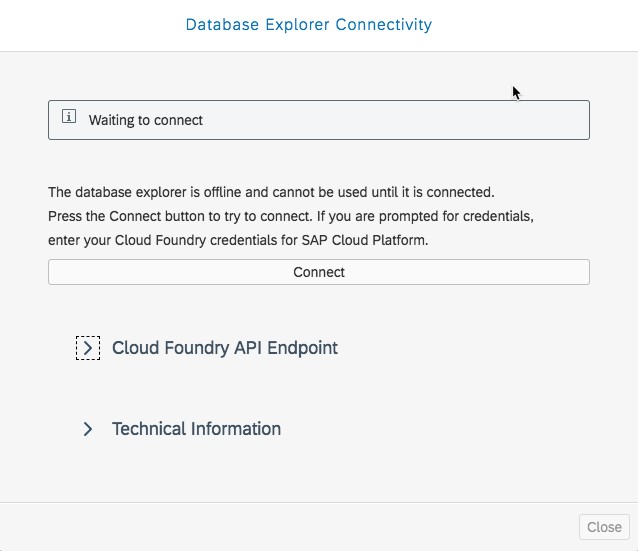 Database Explorer Connectivity
Waiting to connect
The database explorer is offline and cannot be used until it is connected.
Press the Connect button to try to connect. If you are prompted for credentials,
enter your Cloud Foundry credentials for SAP Cloud Platform.
Connect
Cloud Foundry API Endpoint
Technical Information
Close